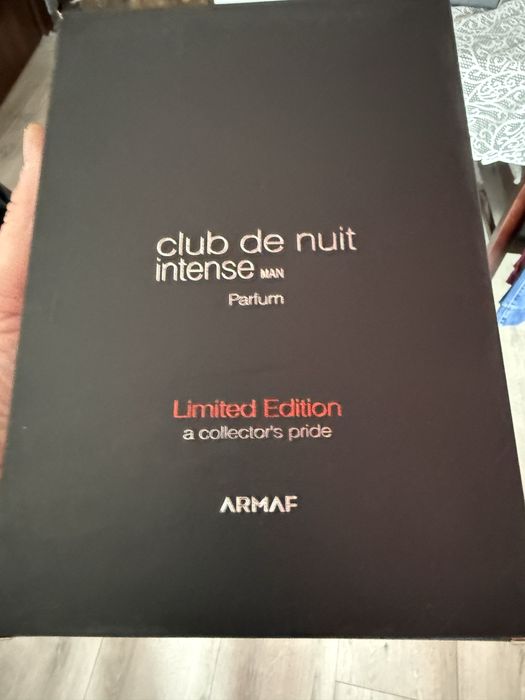 club de nuit
intense MAN
Parfum
Limited Edition
a collector's pride
ARMAF